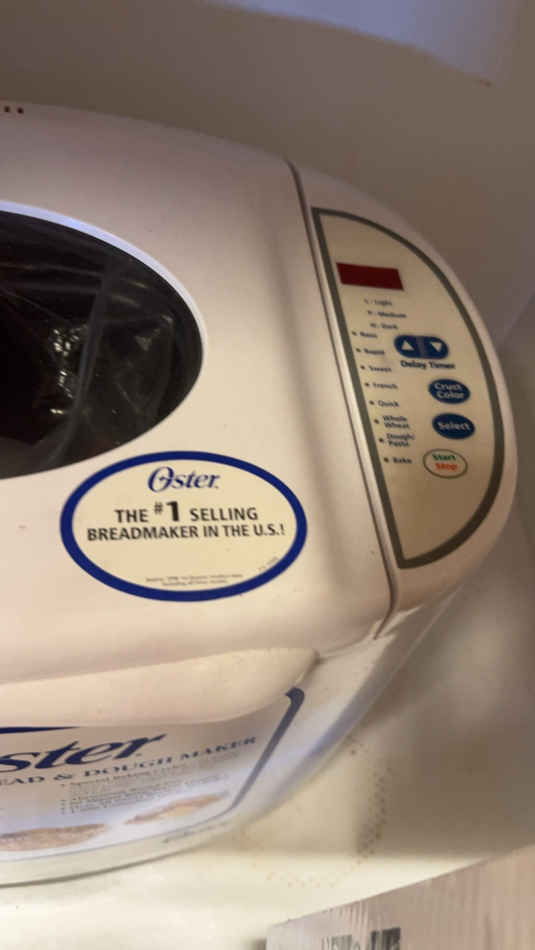 L - Light
P - Medium
H - Dark
Basic
Rapid
Sweet
French
Quick
Whole
Wheat
Dough/
Pasta
Bake
Delay Timer
Crust
Color
Select
Start
Stop
Oster
THE #1 SELLING
BREADMAKER IN THE U.S.!
ster
EAD & DOUGH MAKER